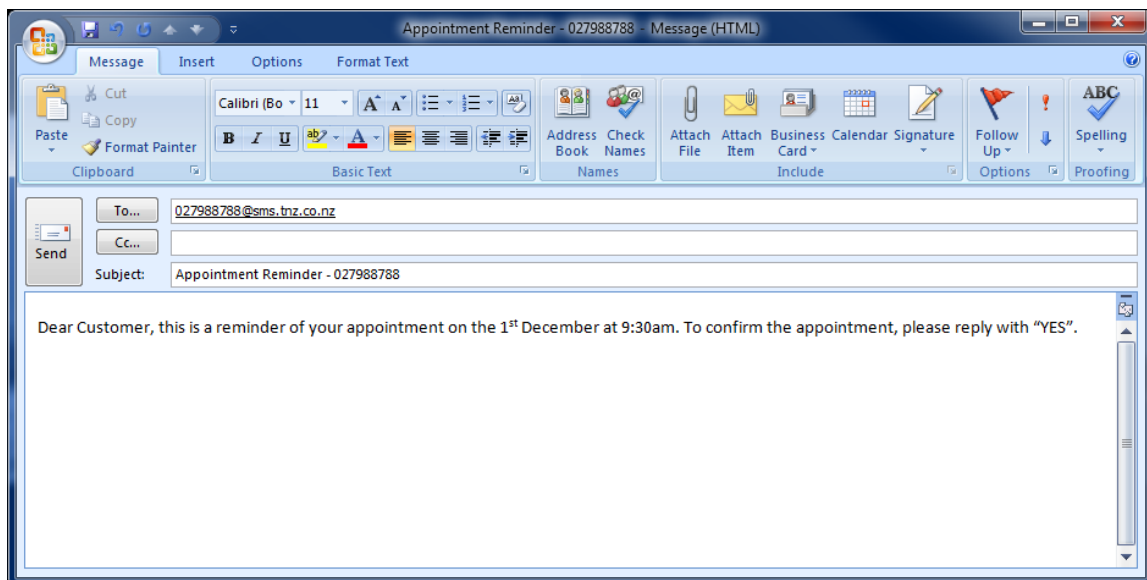 Appointment Reminder - 027988788 - Message (HTML)
Message Insert Options Format Text
Paste
Cut
Copy
Format Painter
Clipboard
Calibri (Bo 11
B I U
Basic Text
Address Book
Check Names
Names
Attach File
Attach Item
Business Card
Calendar
Signature
Include
Follow Up
Options
ABC
Spelling
Proofing
Send
To... 027988788@sms.tnz.co.nz
Cc...
Subject: Appointment Reminder - 027988788
Dear Customer, this is a reminder of your appointment on the 1st December at 9:30am. To confirm the appointment, please reply with “YES”.